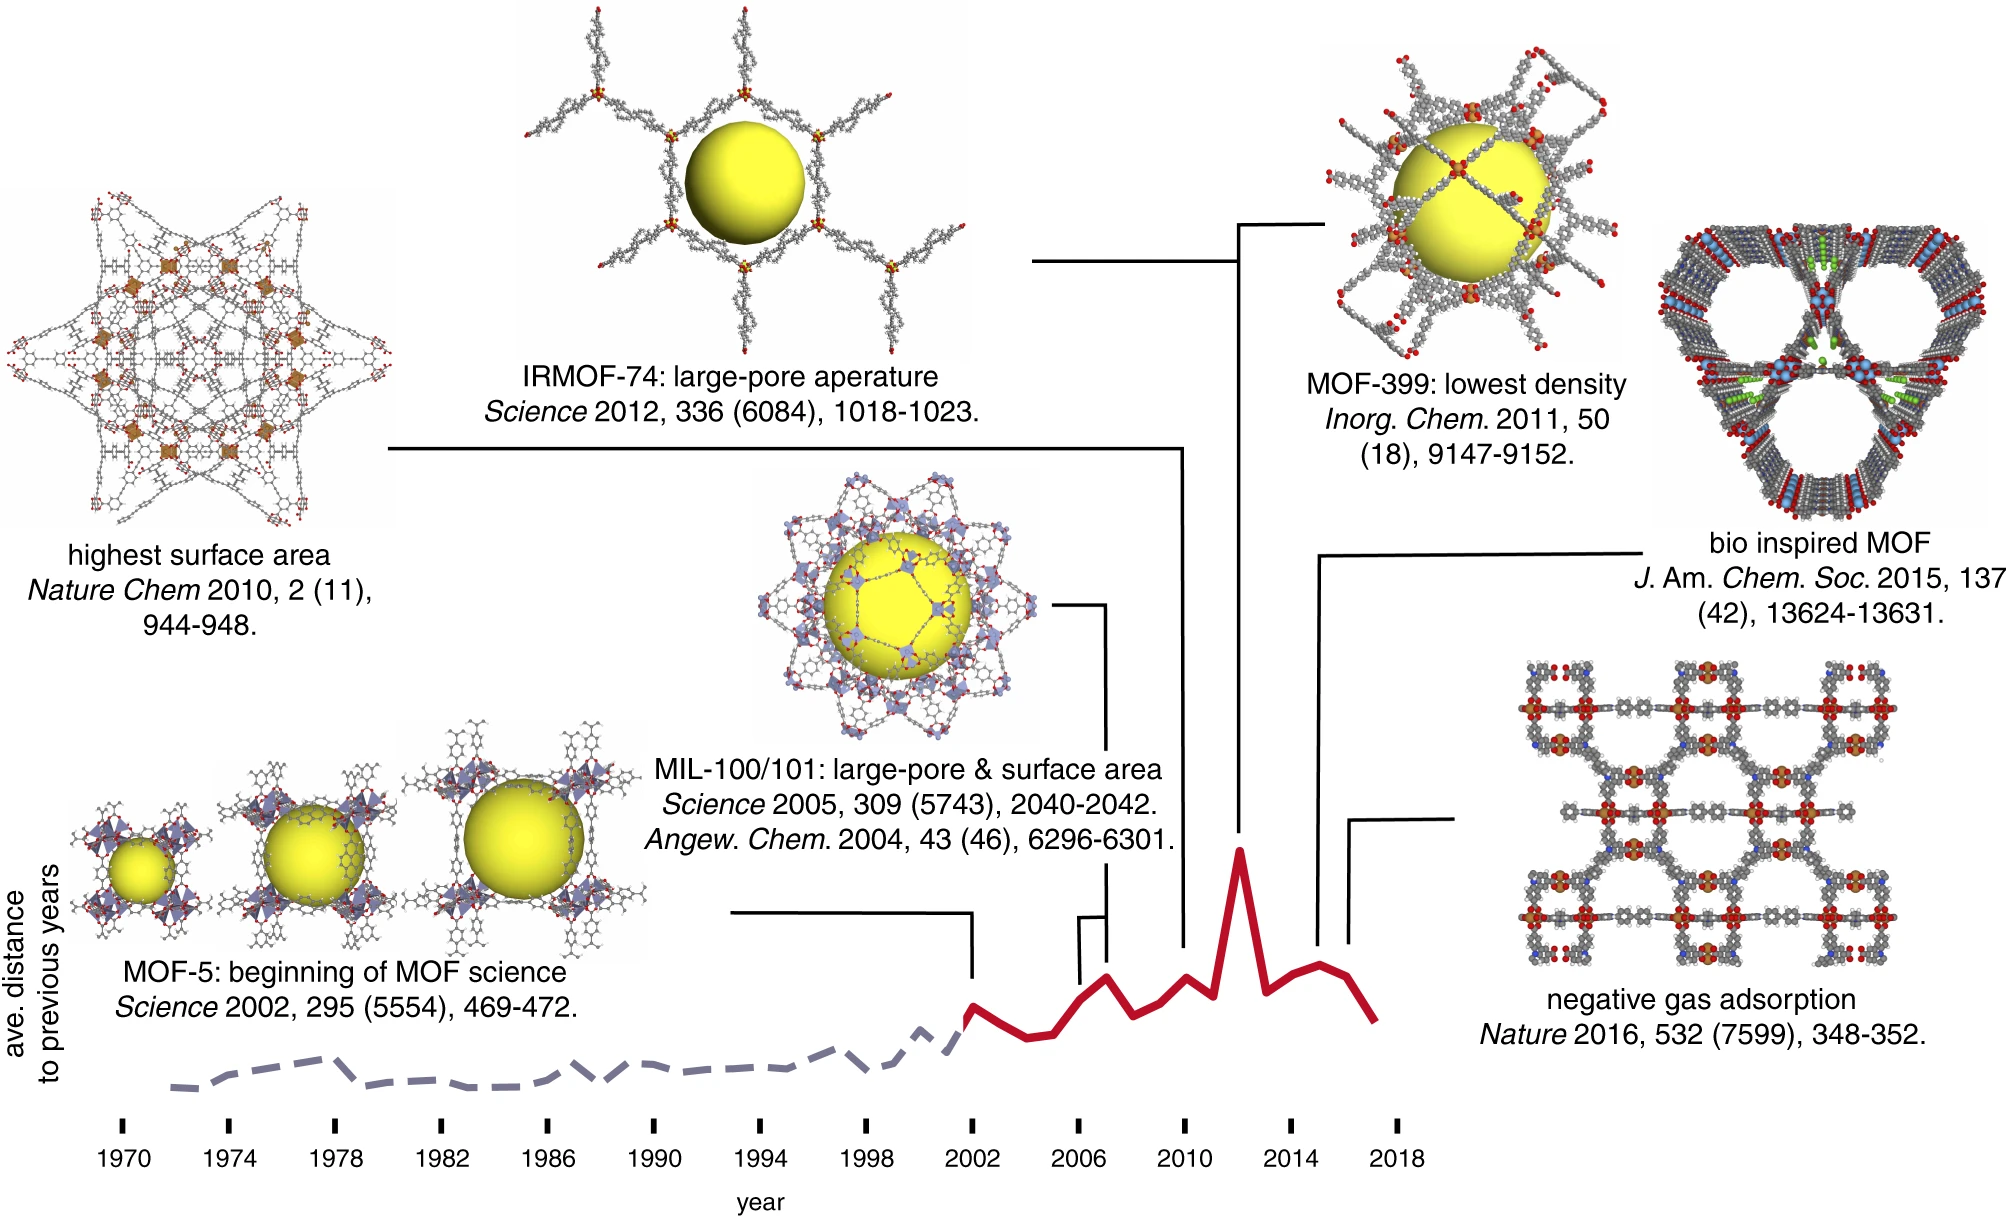 IRMOF-74: large-pore aperature
Science 2012, 336 (6084), 1018-1023.
MOF-399: lowest density
Inorg. Chem. 2011, 50
(18), 9147-9152.
highest surface area
Nature Chem 2010, 2 (11),
944-948.
bio inspired MOF
J. Am. Chem. Soc. 2015, 137
(42), 13624-13631.
MIL-100/101: large-pore & surface area
Science 2005, 309 (5743), 2040-2042.
Angew. Chem. 2004, 43 (46), 6296-6301.
MOF-5: beginning of MOF science
Science 2002, 295 (5554), 469-472.
negative gas adsorption
Nature 2016, 532 (7599), 348-352.
ave. distance
to previous years
1970 1974 1978 1982 1986 1990 1994 1998 2002 2006 2010 2014 2018
year